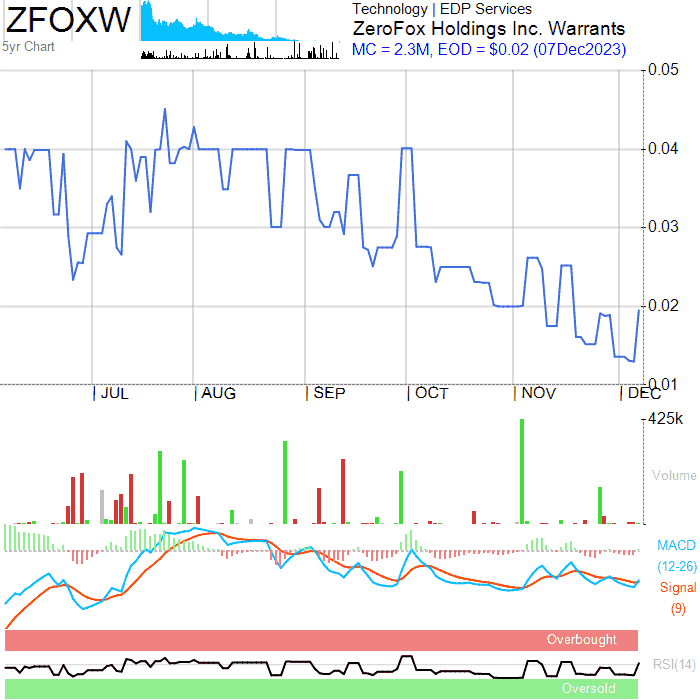 ZFOXW
5yr Chart
Technology | EDP Services
ZeroFox Holdings Inc. Warrants
MC = 2.3M, EOD = $0.02 (07Dec2023)
0.05
0.04
0.03
0.02
0.01
JUL AUG SEP OCT NOV DEC
425k
Volume
MACD
(12-26)
Signal
(9)
Overbought
RSI(14)
Oversold